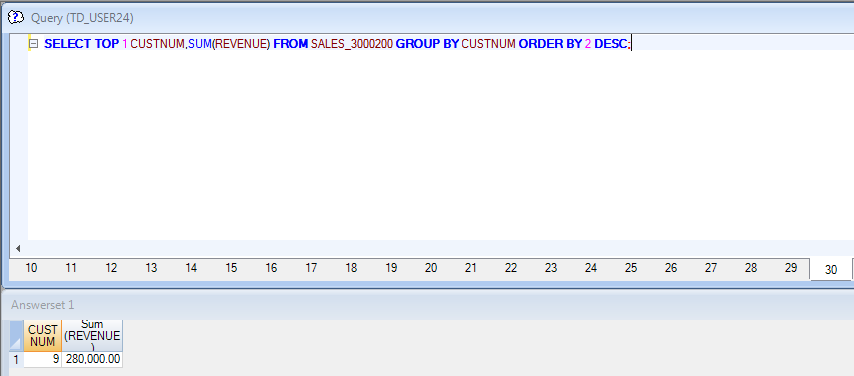 Query (TD_USER24)
SELECT TOP 1 CUSTNUM,SUM(REVENUE) FROM SALES_3000200 GROUP BY CUSTNUM ORDER BY 2 DESC;
10 11 12 13 14 15 16 17 18 19 20 21 22 23 24 25 26 27 28 29 30
Answerset 1
CUST NUM Sum (REVENUE )
1 9 280,000.00